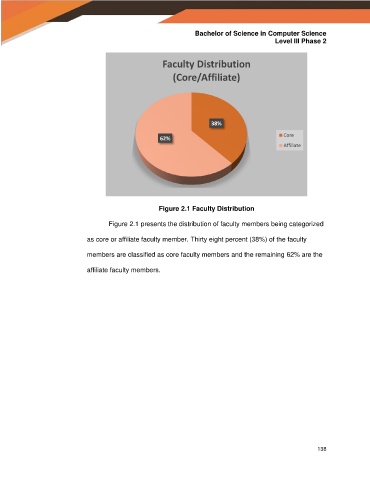 Bachelor of Science in Computer Science
Level III Phase 2
Faculty Distribution
(Core/Affiliate)
38%
62%
Core
Affiliate
Figure 2.1 Faculty Distribution
Figure 2.1 presents the distribution of faculty members being categorized
as core or affiliate faculty member. Thirty eight percent (38%) of the faculty
members are classified as core faculty members and the remaining 62% are the
affiliate faculty members.
138